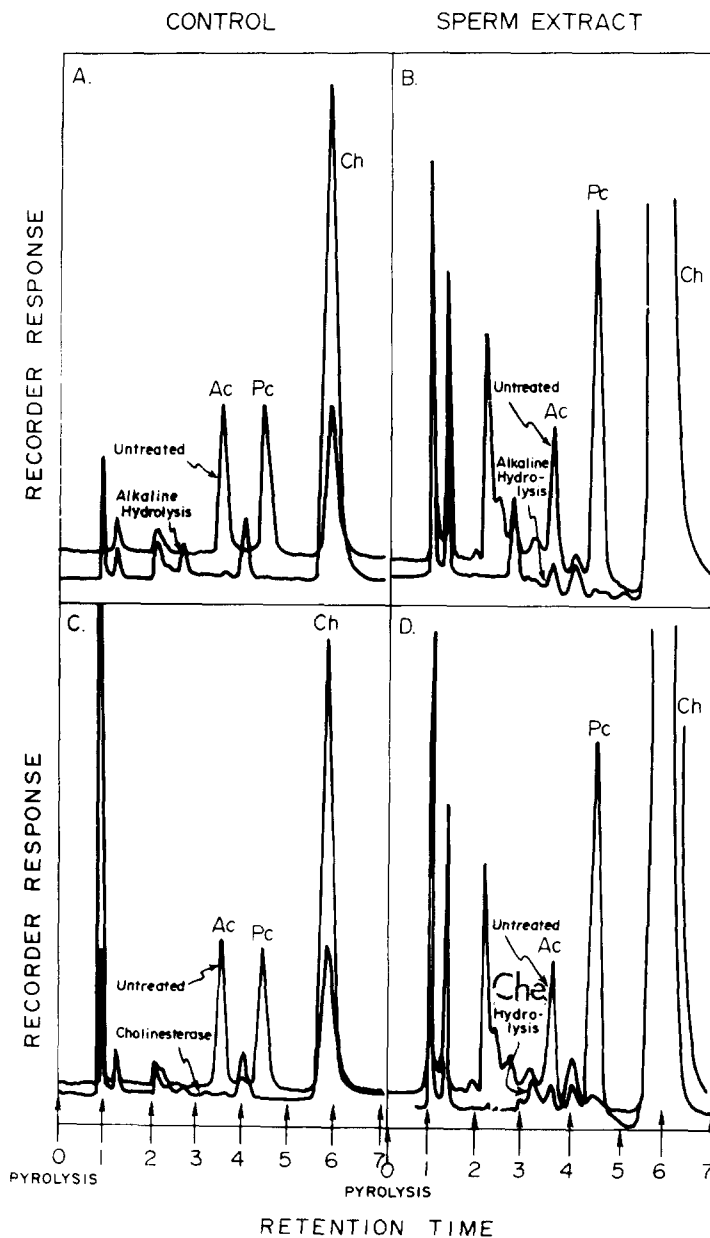 CONTROL
SPERM EXTRACT
RECORDER RESPONSE
A.
Ch
Ac
Pc
Untreated
Alkaline
Hydrolysis
B.
Pc
Ch
Untreated
Ac
Alkaline
Hydro-
lysis
RECORDER RESPONSE
C.
Ch
Ac
Pc
Untreated
Cholinesterase
D.
Pc
Ch
Untreated
Ac
Che
Hydro-
lysis
0 1 2 3 4 5 6 7
PYROLYSIS
0 1 2 3 4 5 6 7
PYROLYSIS
RETENTION TIME